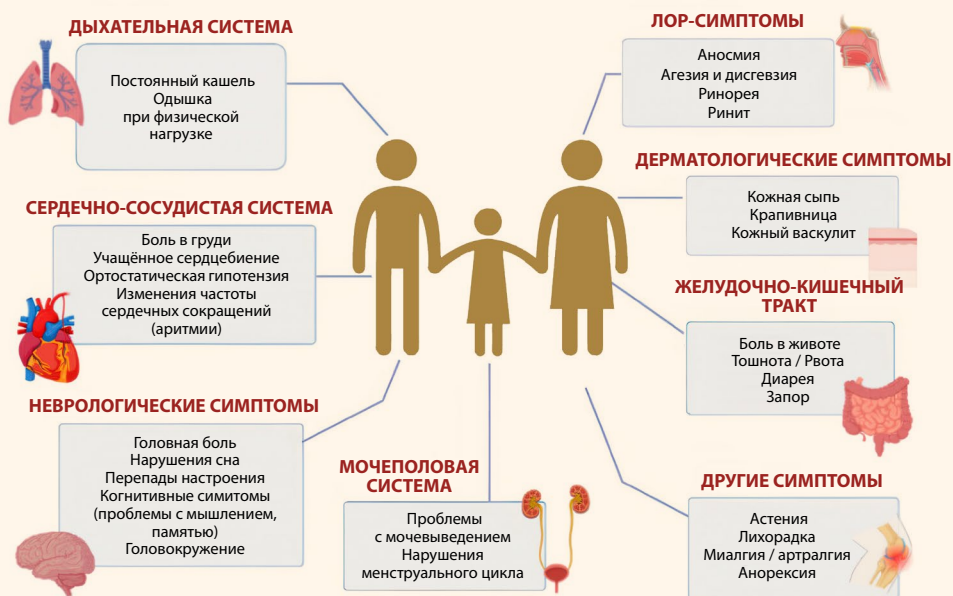 ДЫХАТЕЛЬНАЯ СИСТЕМА
Постоянный кашель
Одышка
при физической
нагрузке
СЕРДЕЧНО-СОСУДИСТАЯ СИСТЕМА
Боль в груди
Учащённое сердцебиение
Ортостатическая гипотензия
Изменения частоты
сердечных сокращений
(аритмии)
НЕВРОЛОГИЧЕСКИЕ СИМПТОМЫ
Головная боль
Нарушения сна
Перепады настроения
Когнитивные симитомы
(проблемы с мышлением,
памятью)
Головокружение
МОЧЕПОЛОВАЯ
СИСТЕМА
Проблемы
с мочевыведением
Нарушения
менструального цикла
ЛОР-СИМПТОМЫ
Аносмия
Агезия и дисгевзия
Ринорея
Ринит
ДЕРМАТОЛОГИЧЕСКИЕ СИМПТОМЫ
Кожная сыпь
Крапивница
Кожный васкулит
ЖЕЛУДОЧНО-КИШЕЧНЫЙ
ТРАКТ
Боль в животе
Тошнота / Рвота
Диарея
Запор
ДРУГИЕ СИМПТОМЫ
Астения
Лихорадка
Миалгия / артралгия
Анорексия